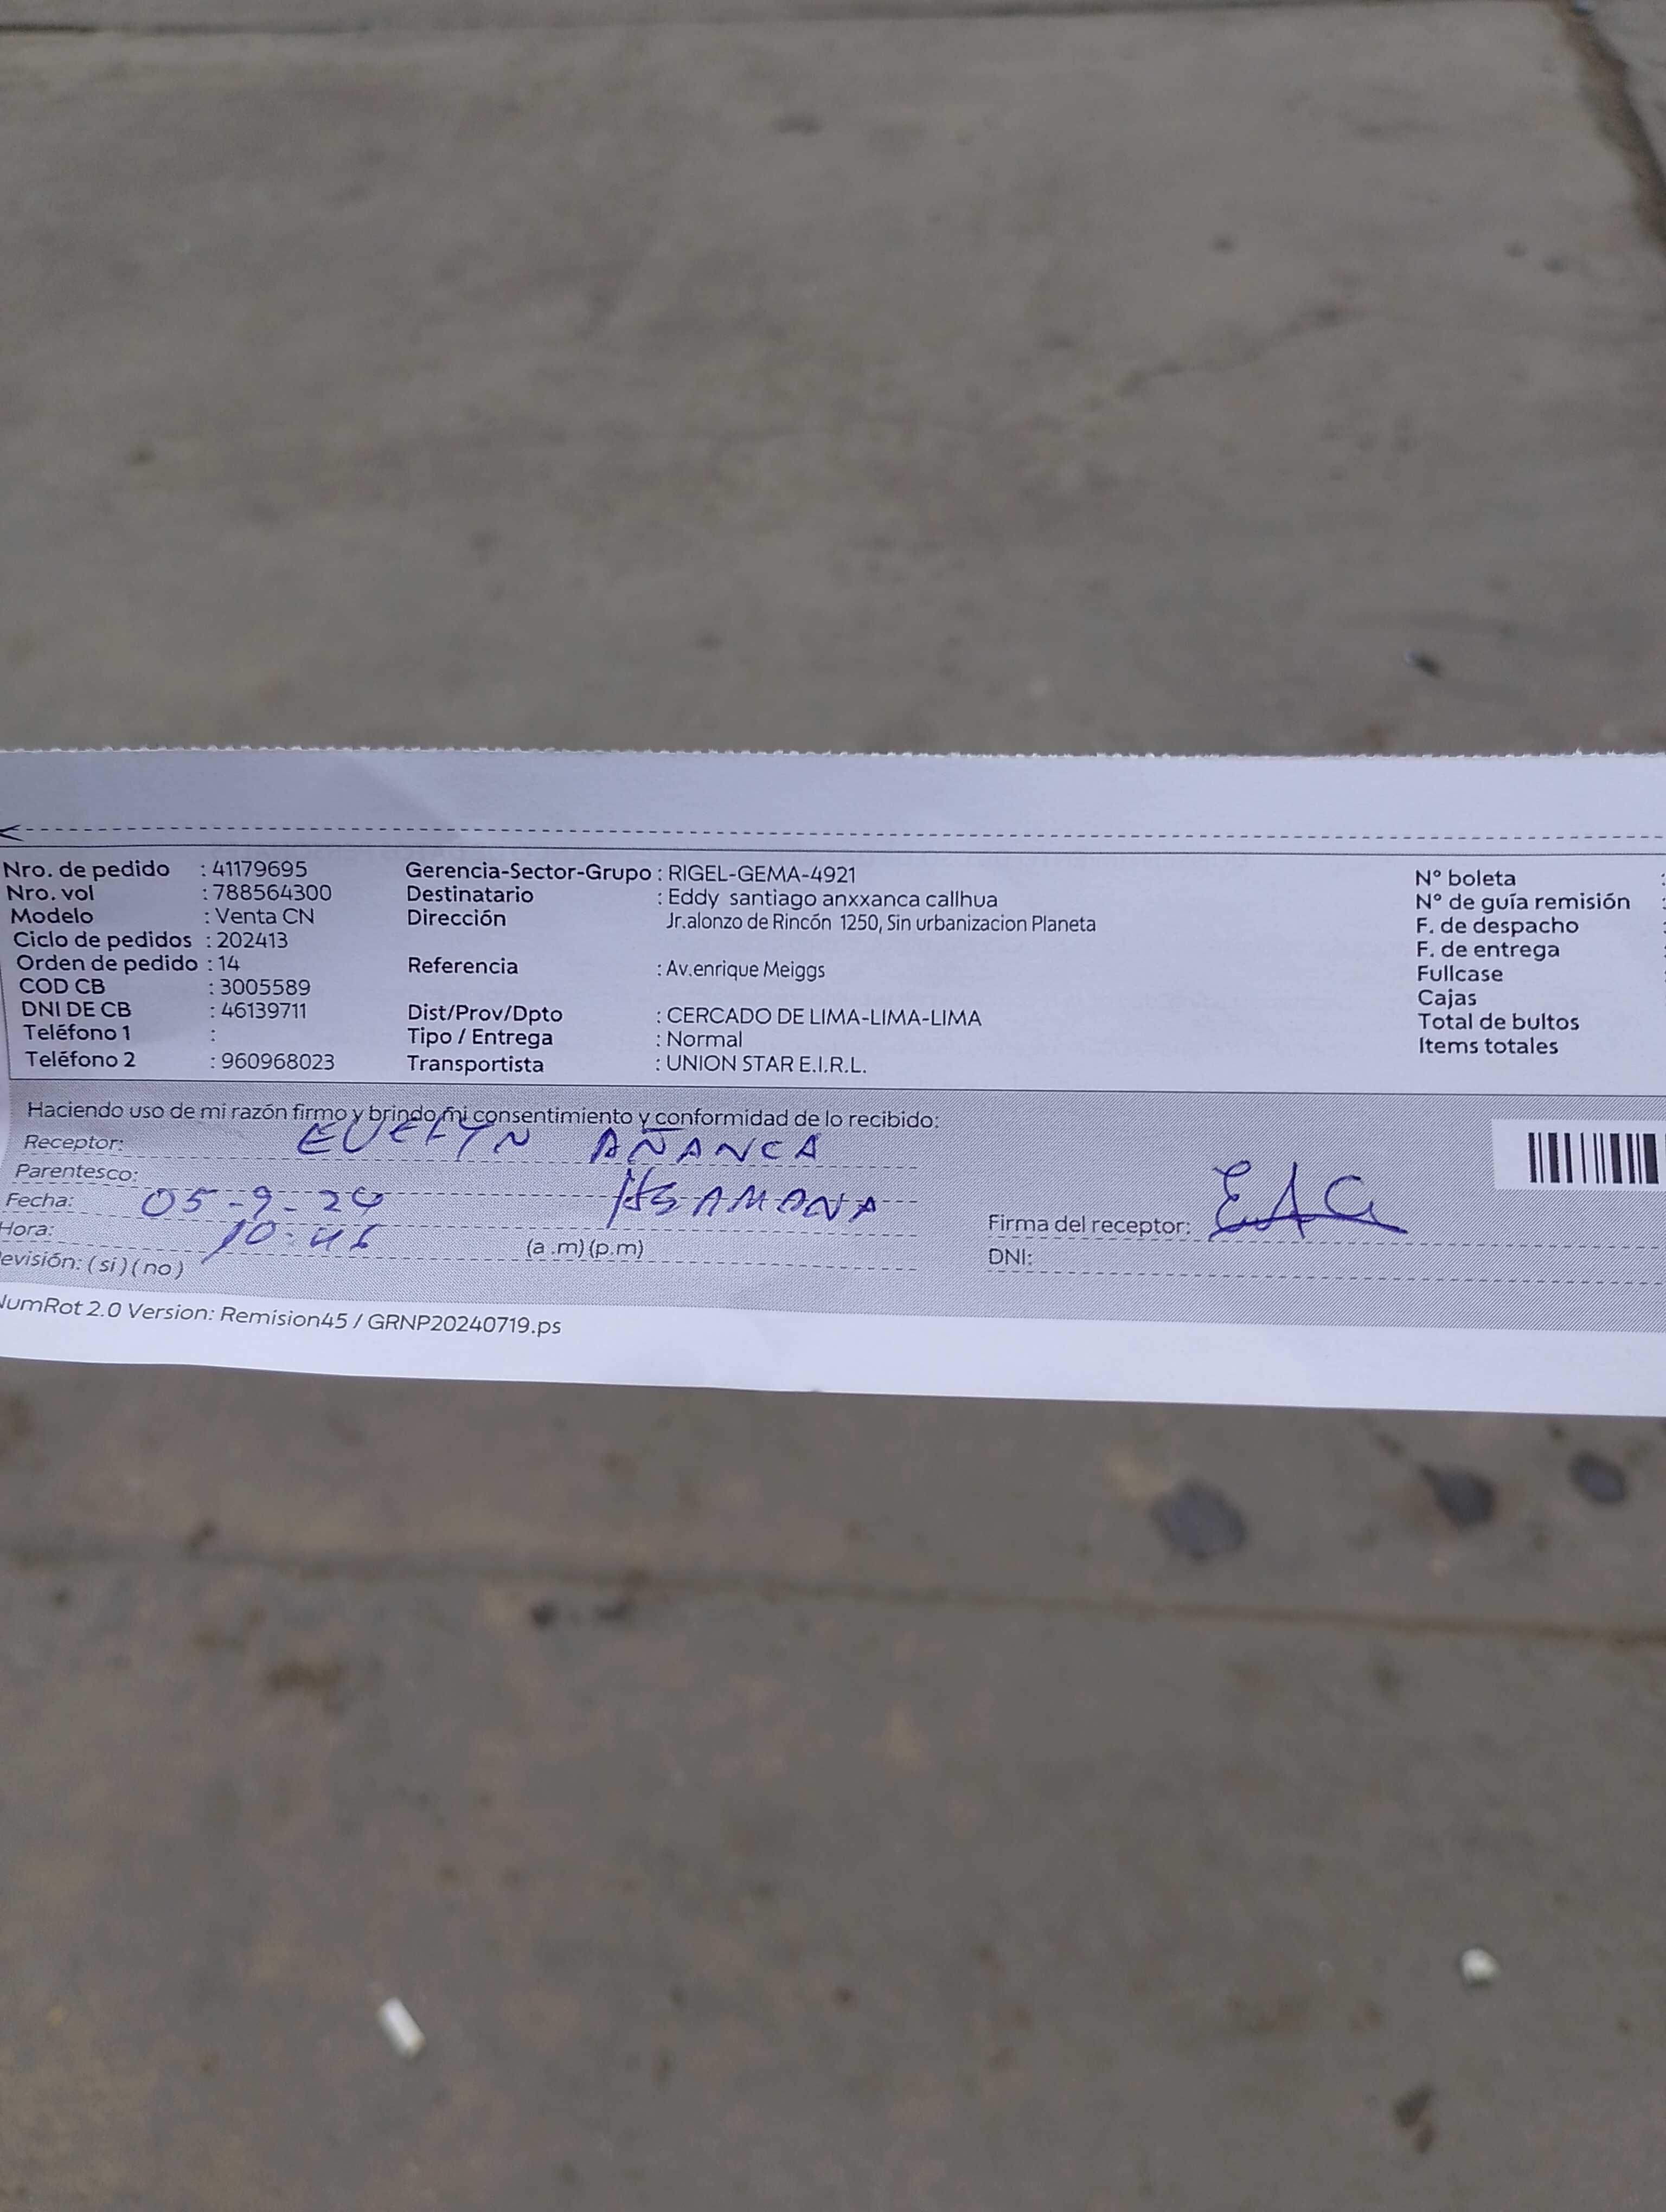 Nro. de pedido : 41179695 Gerencia-Sector-Grupo : RIGEL-GEMA-4921 N° boleta :
Nro. vol : 788564300 Destinatario : Eddy santiago anxxanca callhua N° de guía remisión :
Modelo : Venta CN Dirección Jr.alonzo de Rincón 1250, Sin urbanizacion Planeta F. de despacho :
Ciclo de pedidos : 202413 F. de entrega :
Orden de pedido : 14 Referencia : Av.enrique Meiggs Fullcase
COD CB : 3005589 Cajas
DNI DE CB : 46139711 Dist/Prov/Dpto : CERCADO DE LIMA-LIMA-LIMA Total de bultos
Teléfono 1 : Tipo / Entrega : Normal Items totales
Teléfono 2 : 960968023 Transportista : UNION STAR E.I.R.L.
Haciendo uso de mi razón firmo y brindo mi consentimiento y conformidad de lo recibido:
Receptor: EVELYN AÑANCA
Parentesco:
Fecha: 05-9-24
Hora: 10:46 (a .m) (p.m) Firma del receptor: EAC
evisión: ( si ) ( no ) DNI:
NumRot 2.0 Version: Remision45 / GRNP20240719.ps